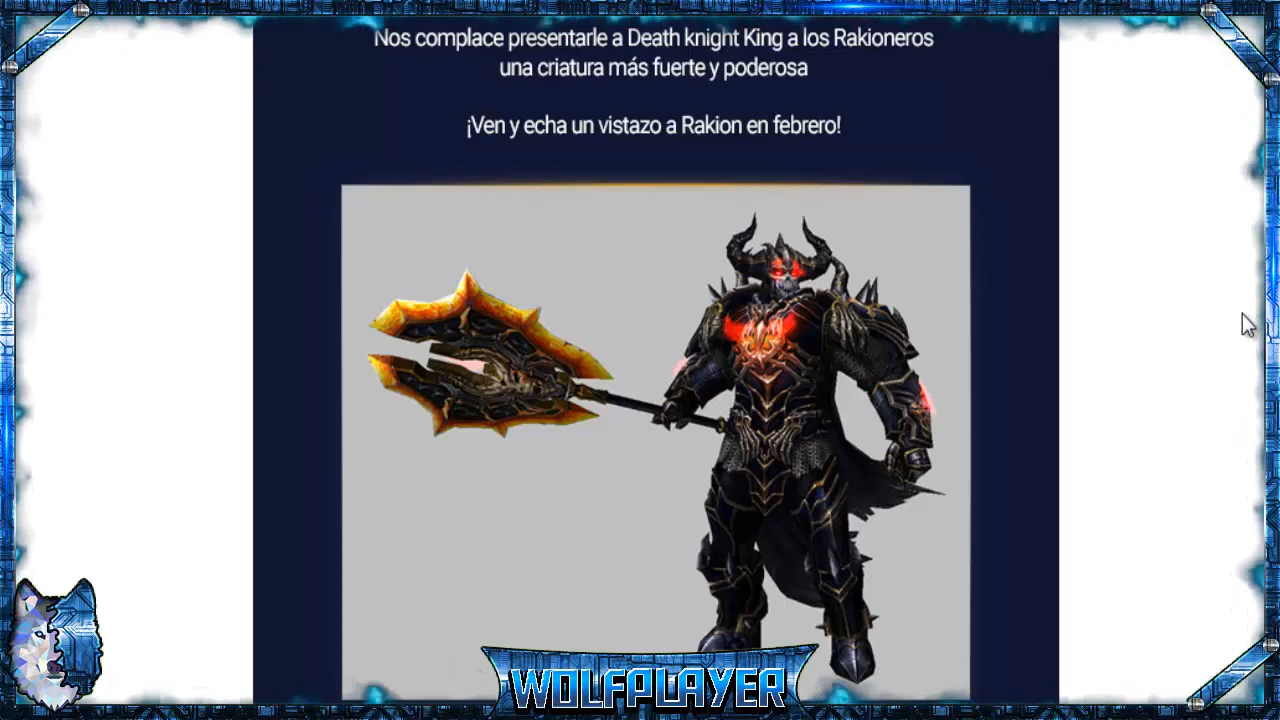 Nos complace presentarle a Death knight King a los Rakioneros
una criatura más fuerte y poderosa
¡Ven y echa un vistazo a Rakion en febrero!
WOLFPLAYER